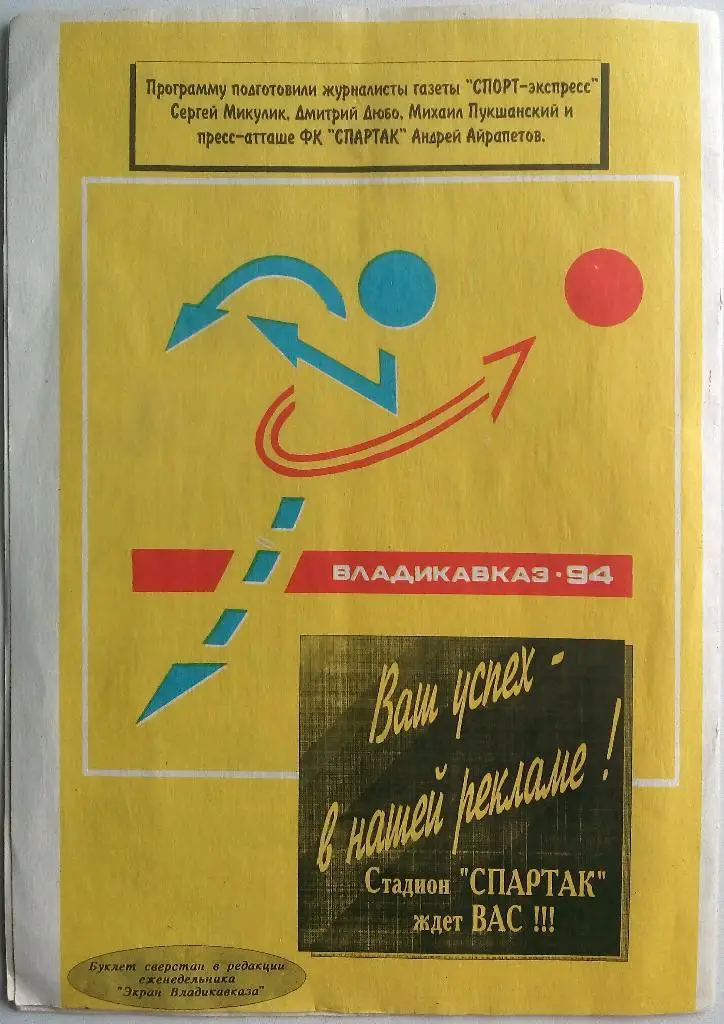 Программу подготовили журналисты газеты "СПОРТ-экспресс"
Сергей Микулик, Дмитрий Дюбо, Михаил Пукшанский и
пресс-атташе ФК "СПАРТАК" Андрей Айрапетов.
ВЛАДИКАВКАЗ·94
Ваш успех -
в нашей рекламе!
Стадион "СПАРТАК"
ждет ВАС !!!
Буклет сверстан в редакции
еженедельника
"Экран Владикавказа"